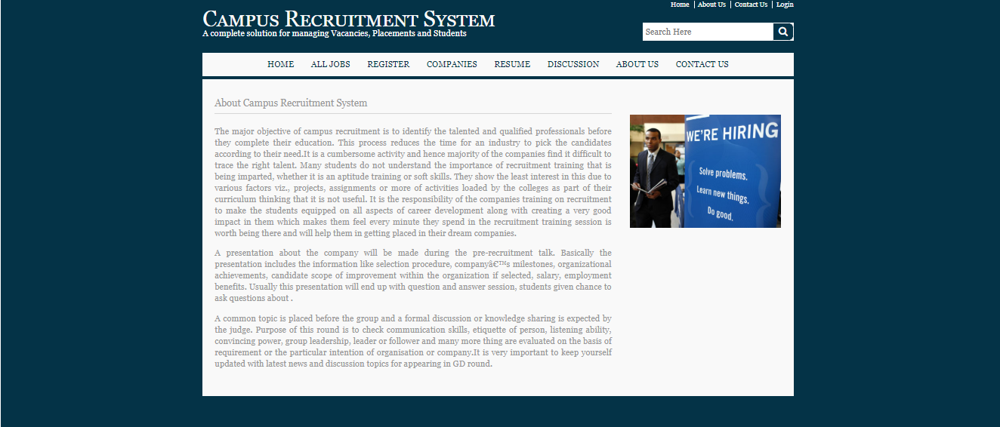 Home | About Us | Contact Us | Login
Campus Recruitment System
A complete solution for managing Vacancies, Placements and Students
Search Here
HOME ALL JOBS REGISTER COMPANIES RESUME DISCUSSION ABOUT US CONTACT US
About Campus Recruitment System
The major objective of campus recruitment is to identify the talented and qualified professionals before
they complete their education. This process reduces the time for an industry to pick the candidates
according to their need.It is a cumbersome activity and hence majority of the companies find it difficult to
trace the right talent. Many students do not understand the importance of recruitment training that is
being imparted, whether it is an aptitude training or soft skills. They show the least interest in this due to
various factors viz., projects, assignments or more of activities loaded by the colleges as part of their
curriculum thinking that it is not useful. It is the responsibility of the companies training on recruitment
to make the students equipped on all aspects of career development along with creating a very good
impact in them which makes them feel every minute they spend in the recruitment training session is
worth being there and will help them in getting placed in their dream companies.
A presentation about the company will be made during the pre-recruitment talk. Basically the
presentation includes the information like selection procedure, companyâ€™s milestones, organizational
achievements, candidate scope of improvement within the organization if selected, salary, employment
benefits. Usually this presentation will end up with question and answer session, students given chance to
ask questions about .
A common topic is placed before the group and a formal discussion or knowledge sharing is expected by
the judge. Purpose of this round is to check communication skills, etiquette of person, listening ability,
convincing power, group leadership, leader or follower and many more thing are evaluated on the basis of
requirement or the particular intention of organisation or company.It is very important to keep yourself
updated with latest news and discussion topics for appearing in GD round.
WE'RE HIRING
Solve problems.
Learn new things.
Do good.